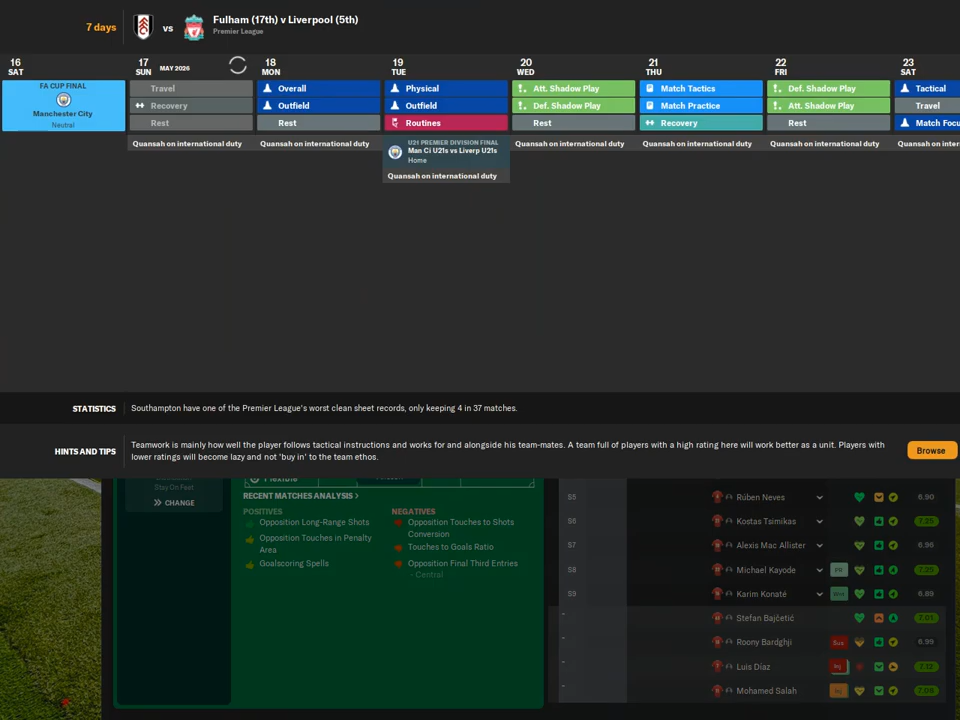 7 days
vs
Fulham (17th) v Liverpool (5th)
Premier League
16
SAT
17
SUN MAY 2026
18
MON
19
TUE
20
WED
21
THU
22
FRI
23
SAT
FA CUP FINAL
Manchester City
Neutral
Travel
Recovery
Rest
Overall
Outfield
Rest
Physical
Outfield
Routines
Att. Shadow Play
Def. Shadow Play
Rest
Match Tactics
Match Practice
Recovery
Def. Shadow Play
Att. Shadow Play
Rest
Tactical
Travel
Match Focu
Quansah on international duty
Quansah on international duty
U21 PREMIER DIVISION FINAL
Man Ci U21s vs Liverp U21s
Home
Quansah on international duty
Quansah on international duty
Quansah on international duty
Quansah on international duty
Quansah on inter
STATISTICS
Southampton have one of the Premier League's worst clean sheet records, only keeping 4 in 37 matches.
HINTS AND TIPS
Teamwork is mainly how well the player follows tactical instructions and works for and alongside his team-mates. A team full of players with a high rating here will work better as a unit. Players with
lower ratings will become lazy and not 'buy in' to the team ethos.
Browse
Stay On Feet
CHANGE
Flexible
RECENT MATCHES ANALYSIS >
POSITIVES
Opposition Long-Range Shots
Opposition Touches in Penalty
Area
Goalscoring Spells
NEGATIVES
Opposition Touches to Shots
Conversion
Touches to Goals Ratio
Opposition Final Third Entries
- Central
S5 Rúben Neves 6.90
S6 Kostas Tsimikas 7.25
S7 Alexis Mac Allister 6.96
S8 Michael Kayode PR 7.25
S9 Karim Konaté Wnt 6.89
- Stefan Bajčetić 7.01
- Roony Bardghji Sus 6.99
- Luis Díaz Inj 7.12
- Mohamed Salah Inj 7.06